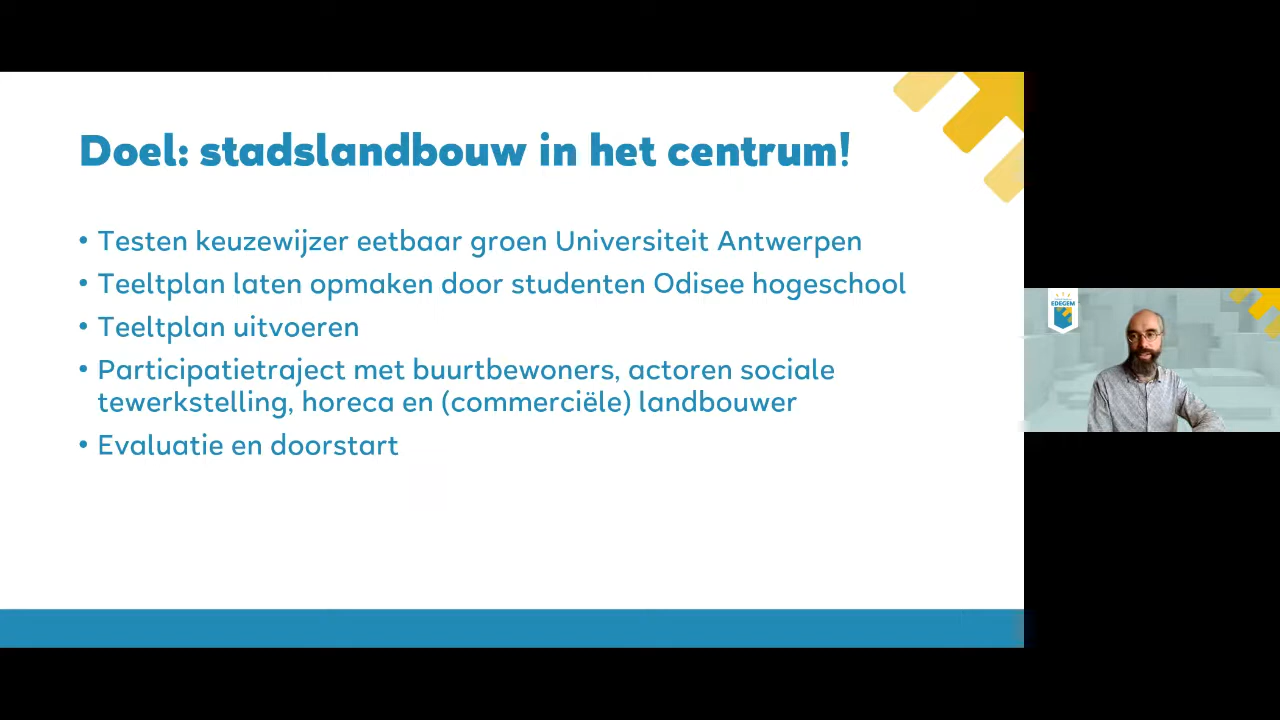 Doel: stadslandbouw in het centrum!
• Testen keuzewijzer eetbaar groen Universiteit Antwerpen
• Teeltplan laten opmaken door studenten Odisee hogeschool
• Teeltplan uitvoeren
• Participatietraject met buurtbewoners, actoren sociale
tewerkstelling, horeca en (commerciële) landbouwer
• Evaluatie en doorstart
EDEGEM